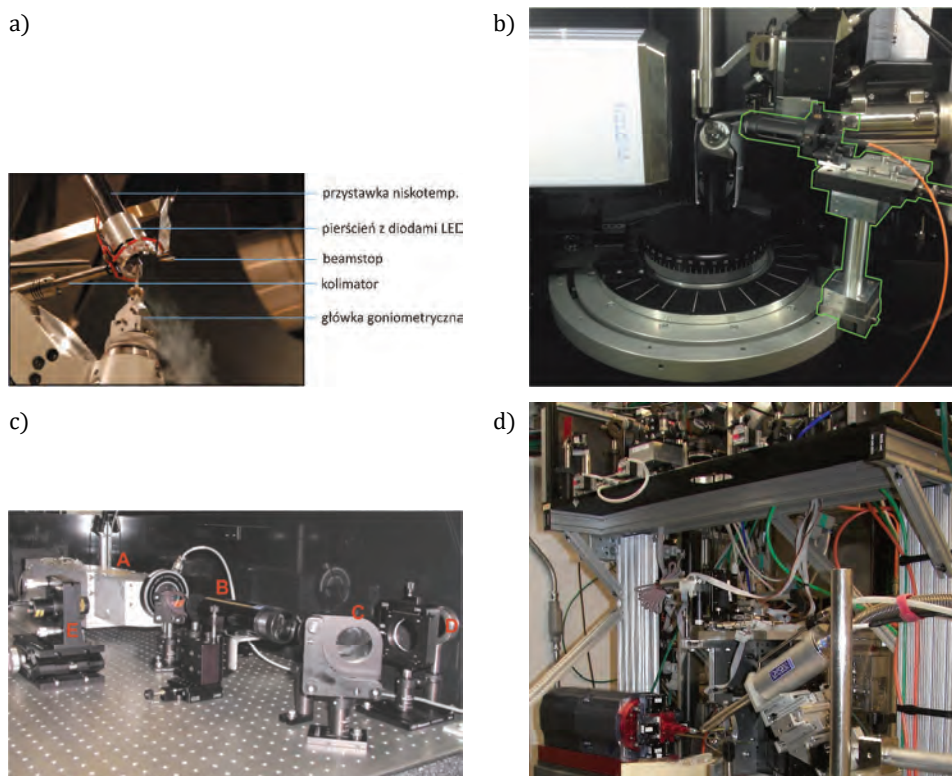 a)
b)
przystawka niskotemp.
pierścień z diodami LED
beamstop
kolimator
główka goniometryczna
c)
d)
A
B
C
D
E